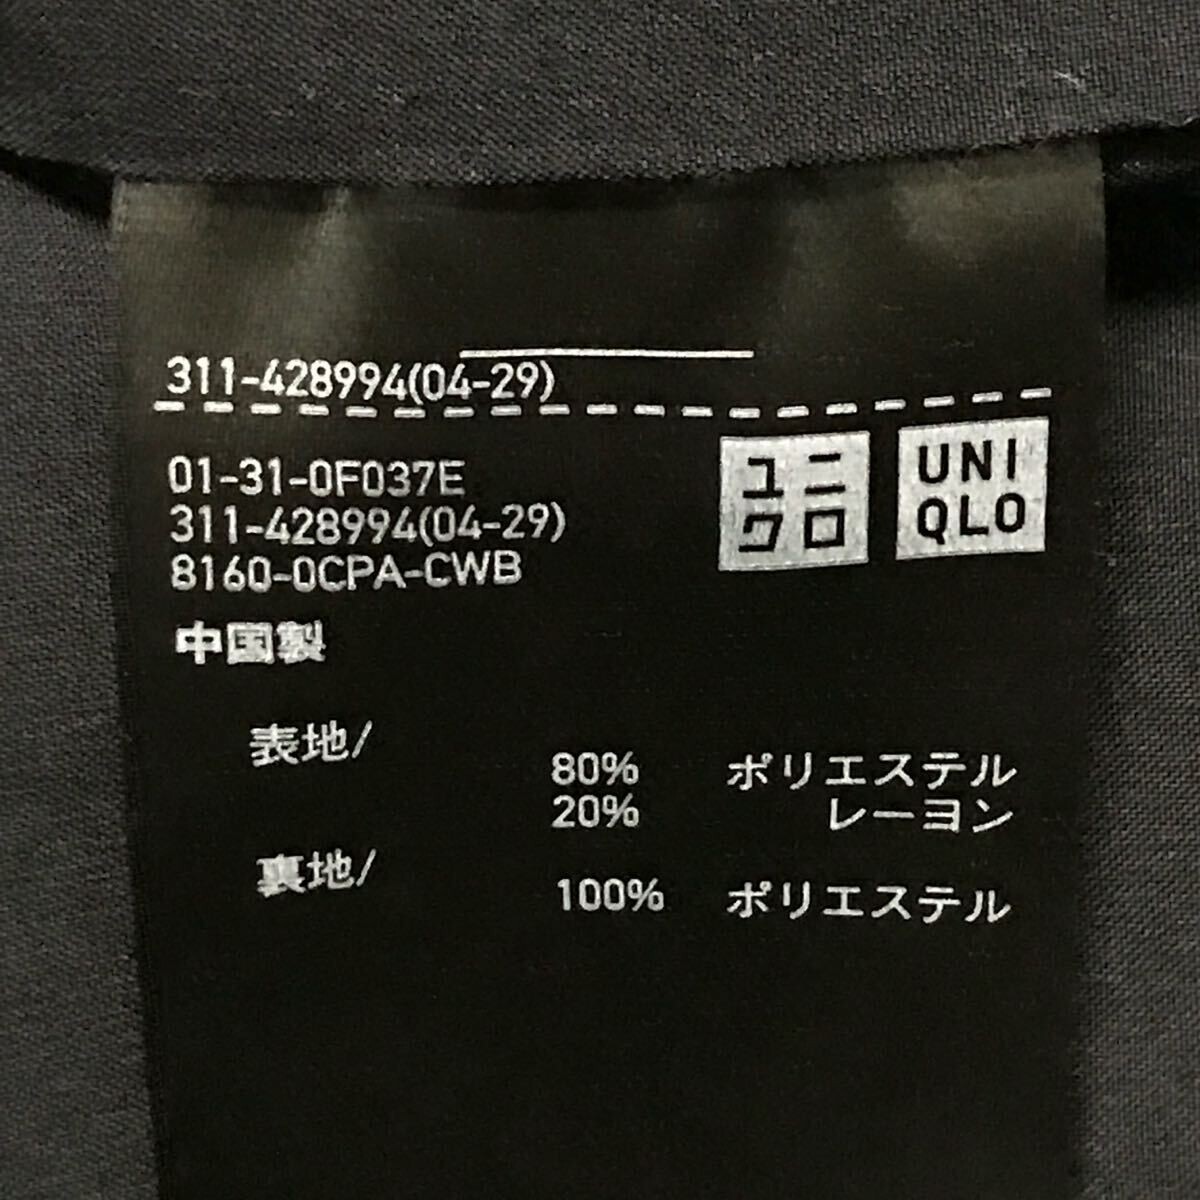 311-428994(04-29)
01-31-0F037E
311-428994(04-29)
8160-0CPA-CWB
ユニ
クロ
UNI
QLO
中国製
表地/
80% ポリエステル
20% レーヨン
裏地/
100% ポリエステル